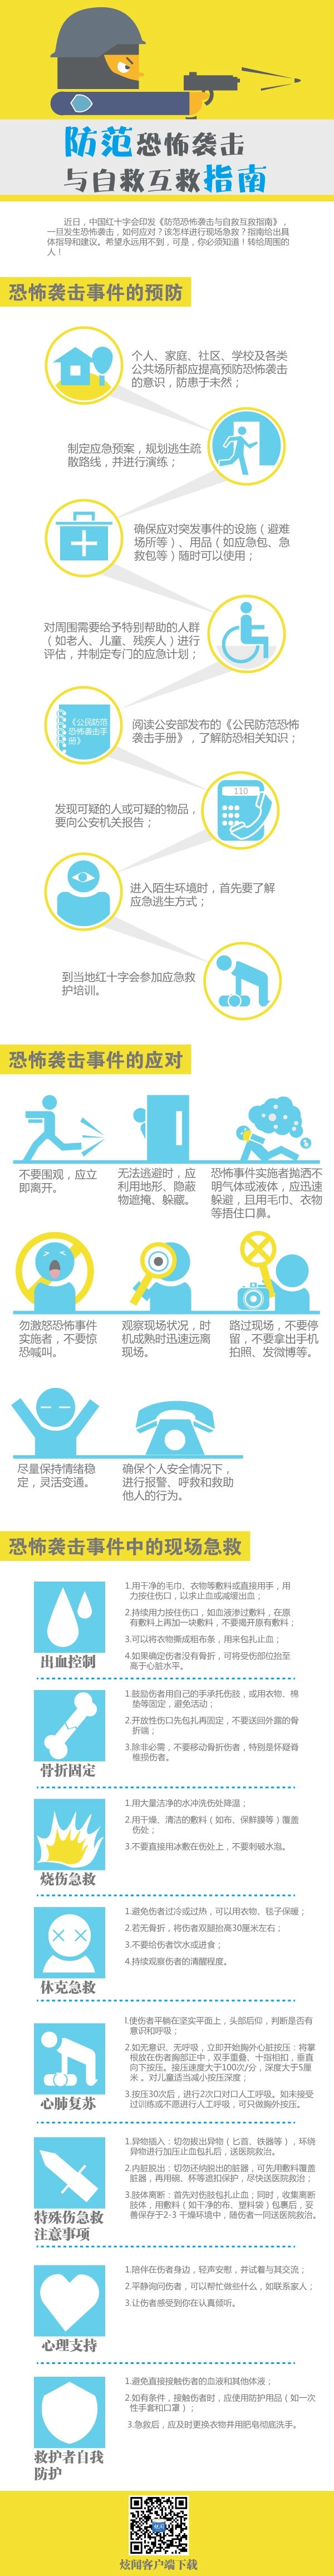 防范恐怖袭击
与自救互救指南
近日，中国红十字会印发《防范恐怖袭击与自救互救指南》，
一旦发生恐怖袭击，如何应对？该怎样进行现场急救？指南给出具
体指导和建议。希望永远用不到，可是，你必须知道！转给周围的
人！
恐怖袭击事件的预防
个人、家庭、社区、学校及各类
公共场所都应提高预防恐怖袭击
的意识，防患于未然；
制定应急预案，规划逃生疏
散路线，并进行演练；
确保应对突发事件的设施（避难
场所等）、用品（如应急包、急
救包等）随时可以使用；
对周围需要给予特别帮助的人群
（如老人、儿童、残疾人）进行
评估，并制定专门的应急计划；
《公民防范
恐怖袭击手
册》
阅读公安部发布的《公民防范恐怖
袭击手册》，了解防恐相关知识；
110
发现可疑的人或可疑的物品，
要向公安机关报告；
进入陌生环境时，首先要了解
应急逃生方式；
到当地红十字会参加应急救
护培训。
恐怖袭击事件的应对
不要围观，应立
即离开。
无法逃避时，应
利用地形、隐蔽
物遮掩、躲藏。
恐怖事件实施者抛洒不
明气体或液体，应迅速
躲避，且用毛巾、衣物
等捂住口鼻。
勿激怒恐怖事件
实施者，不要惊
恐喊叫。
观察现场状况，时
机成熟时迅速远离
现场。
路过现场，不要停
留，不要拿出手机
拍照、发微博等。
尽量保持情绪稳
定，灵活变通。
确保个人安全情况下，
进行报警、呼救和救助
他人的行为。
恐怖袭击事件中的现场急救
出血控制
1.用干净的毛巾、衣物等敷料或直接用手，用
力按住伤口，以求止血或减缓出血；
2.持续用力按住伤口，如血液渗过敷料，在原
有敷料上再加一块敷料，不要揭开原有敷料；
3.可以将衣物撕成粗布条，用来包扎止血；
4.如果确定伤者没有骨折，可将受伤部位抬至
高于心脏水平。
骨折固定
1.鼓励伤者用自己的手承托伤肢，或用衣物、棉
垫等固定，避免活动；
2.开放性伤口先包扎再固定，不要送回外露的骨
折端；
3.除非必需，不要移动骨折伤者，特别是怀疑脊
椎损伤者。
烧伤急救
1.用大量洁净的水冲洗伤处降温；
2.用干燥、清洁的敷料（如布、保鲜膜等）覆盖
伤处；
3.不要直接用冰敷在伤处上，不要刺破水泡。
休克急救
1.避免伤者过冷或过热，可以用衣物、毯子保暖；
2.若无骨折，将伤者双腿抬高30厘米左右；
3.不要给伤者饮水或进食；
4.持续观察伤者的清醒程度。
心肺复苏
1.使伤者平躺在坚实平面上，头部后仰，判断是否有
意识和呼吸；
2.如无意识、无呼吸，立即开始胸外心脏按压：将掌
根放在伤者胸部正中，双手重叠、十指相扣，垂直
向下按压。按压速度大于100次/分，深度大于5厘
米 。对儿童适当减小按压深度；
3.按压30次后，进行2次口对口人工呼吸。如未接受
过训练或不愿进行人工呼吸，可只做胸外按压。
特殊伤急救
注意事项
1.异物插入：切勿拔出异物（匕首、铁器等），环绕
异物进行加压止血包扎后，送医院救治。
2.内脏脱出：切勿还纳脱出的脏器，可先用敷料覆盖
脏器，再用碗、杯等遮扣保护，尽快送医院救治；
3.肢体离断：首先对伤肢包扎止血；同时，收集离断
肢体，用敷料（如干净的布、塑料袋）包裹后，妥
善保存于2-3 干燥环境中，随伤者一同送医院救治。
心理支持
1.陪伴在伤者身边，轻声安慰，并试着与其交流；
2.平静询问伤者，可以帮忙做些什么，如联系家人；
3.让伤者感受到你在认真倾听。
救护者自我
防护
1.避免直接接触伤者的血液和其他体液；
2.如有条件，接触伤者时，应使用防护用品（如一次
性手套和口罩）；
3.急救后，应及时更换衣物并用肥皂彻底洗手。
炫闻客户端下载